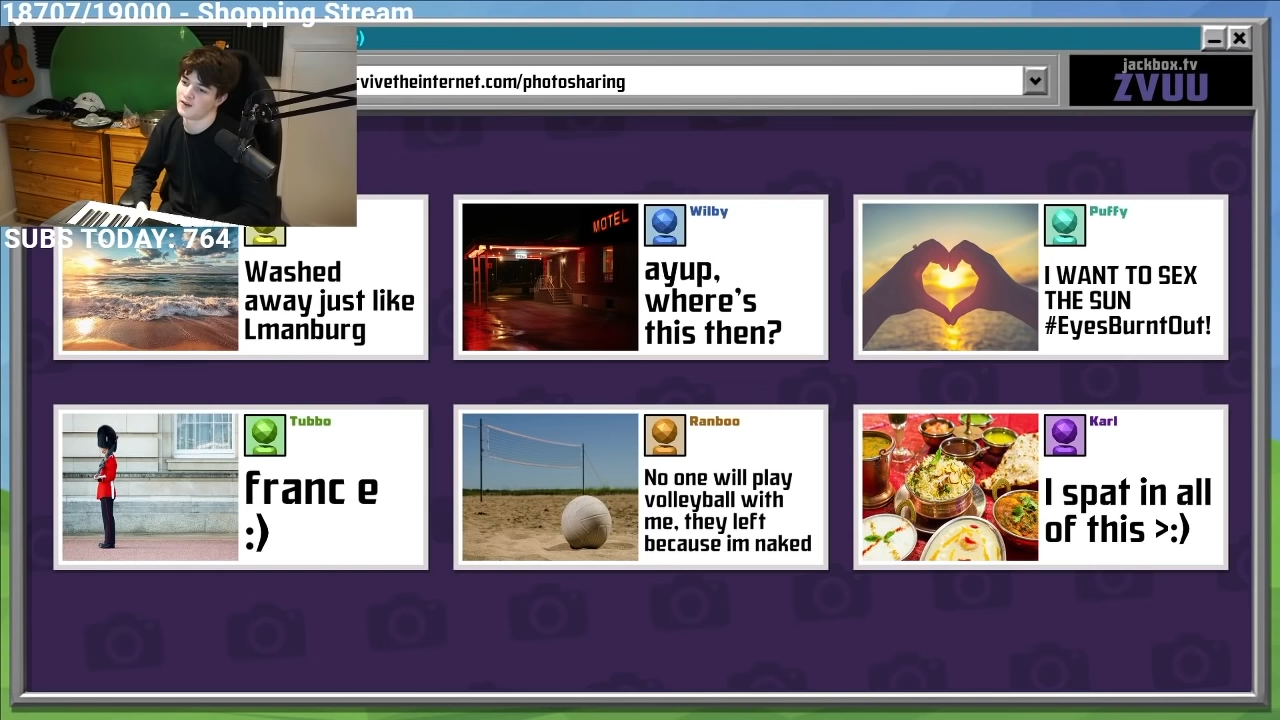 18707/19000 - Shopping Stream
)
rvivetheinternet.com/photosharing
jackbox.tv
ZVUU
SUBS TODAY: 764
Washed
away just like
Lmanburg
MOTEL
Wilby
ayup,
where's
this then?
Puffy
I WANT TO SEX
THE SUN
#EyesBurntOut!
Tubbo
franc e
:)
Ranboo
No one will play
volleyball with
me, they left
because im naked
Karl
I spat in all
of this >:)